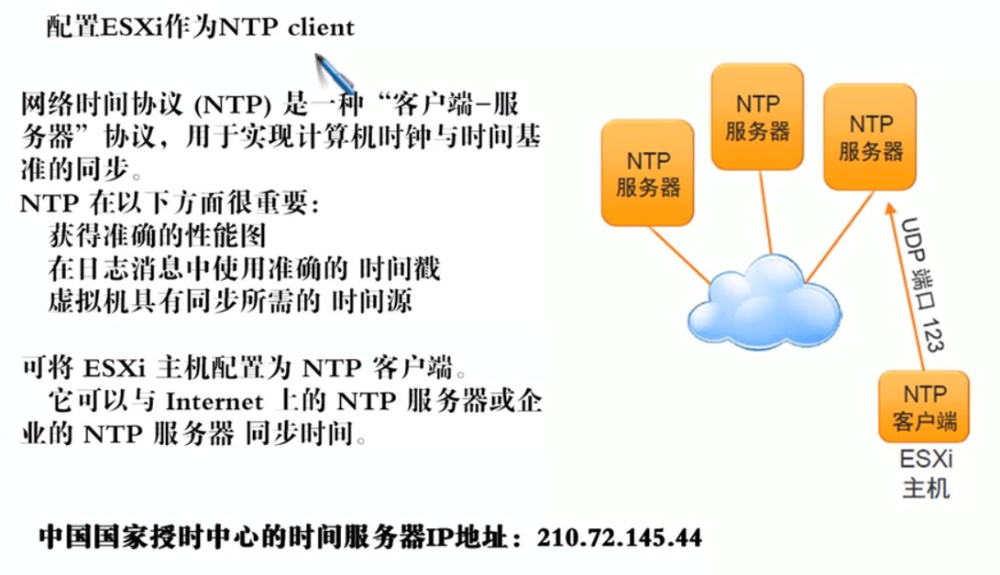 配置ESXi作为NTP client
网络时间协议 (NTP) 是一种“客户端-服
务器”协议，用于实现计算机时钟与时间基
准的同步。
NTP 在以下方面很重要：
获得准确的性能图
在日志消息中使用准确的 时间戳
虚拟机具有同步所需的 时间源
可将 ESXi 主机配置为 NTP 客户端。
它可以与 Internet 上的 NTP 服务器或企
业的 NTP 服务器 同步时间。
NTP
服务器
NTP
服务器
NTP
服务器
UDP 端口 123
NTP
客户端
ESXi
主机
中国国家授时中心的时间服务器IP地址：210.72.145.44